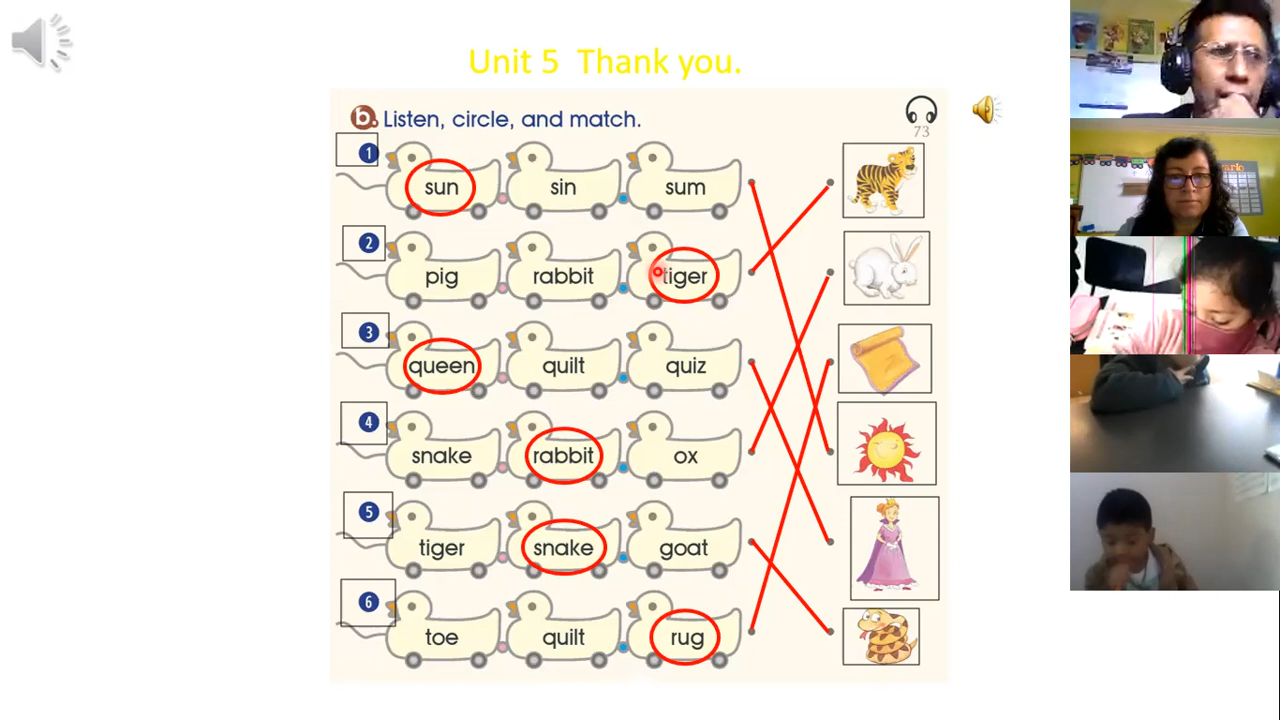 Unit 5 Thank you.
b. Listen, circle, and match.
73
1 sun sin sum
2 pig rabbit tiger
3 queen quilt quiz
4 snake rabbit ox
5 tiger snake goat
6 toe quilt rug